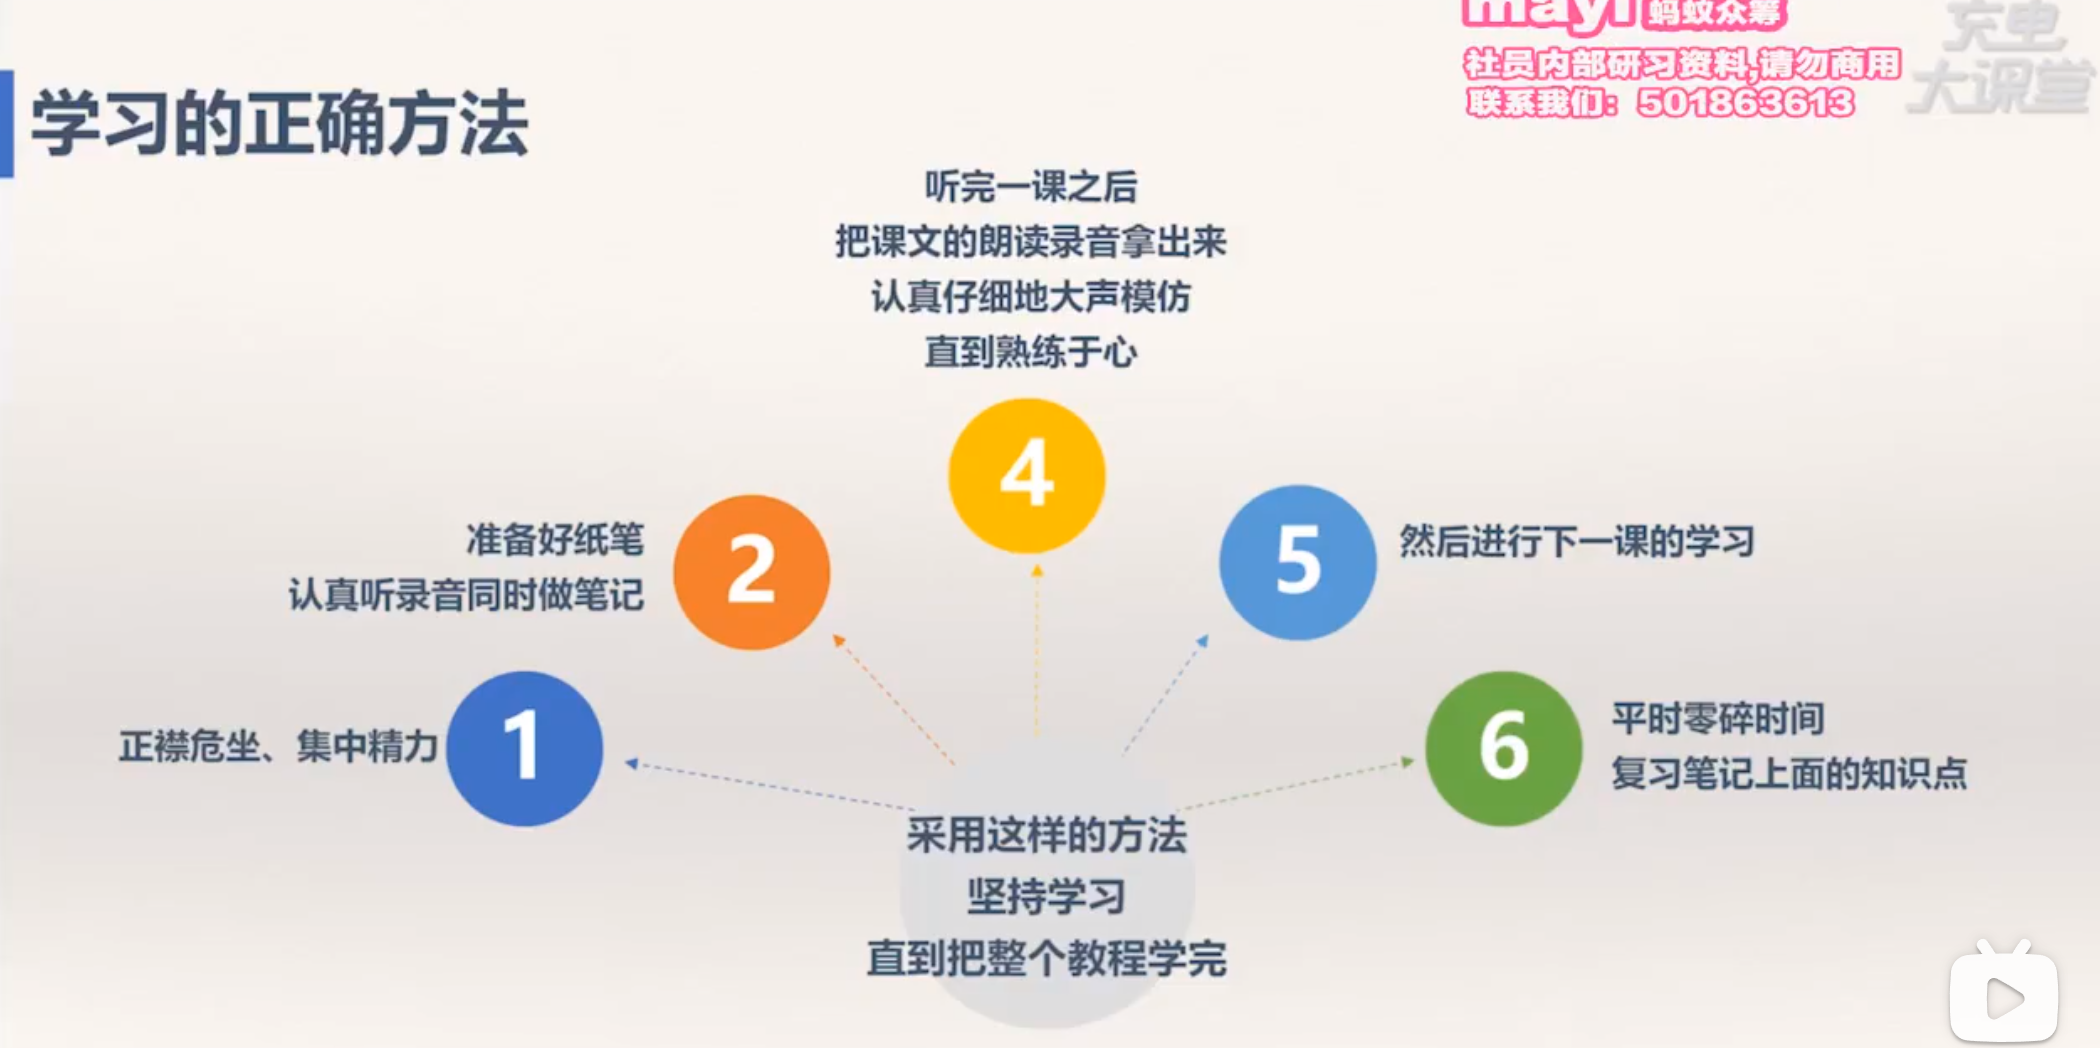 mayi 蚂蚁众筹
充电
大课堂
社员内部研习资料,请勿商用
联系我们：501863613
学习的正确方法
听完一课之后
把课文的朗读录音拿出来
认真仔细地大声模仿
直到熟练于心
4
准备好纸笔
认真听录音同时做笔记
2
5
然后进行下一课的学习
正襟危坐、集中精力
1
6
平时零碎时间
复习笔记上面的知识点
采用这样的方法
坚持学习
直到把整个教程学完